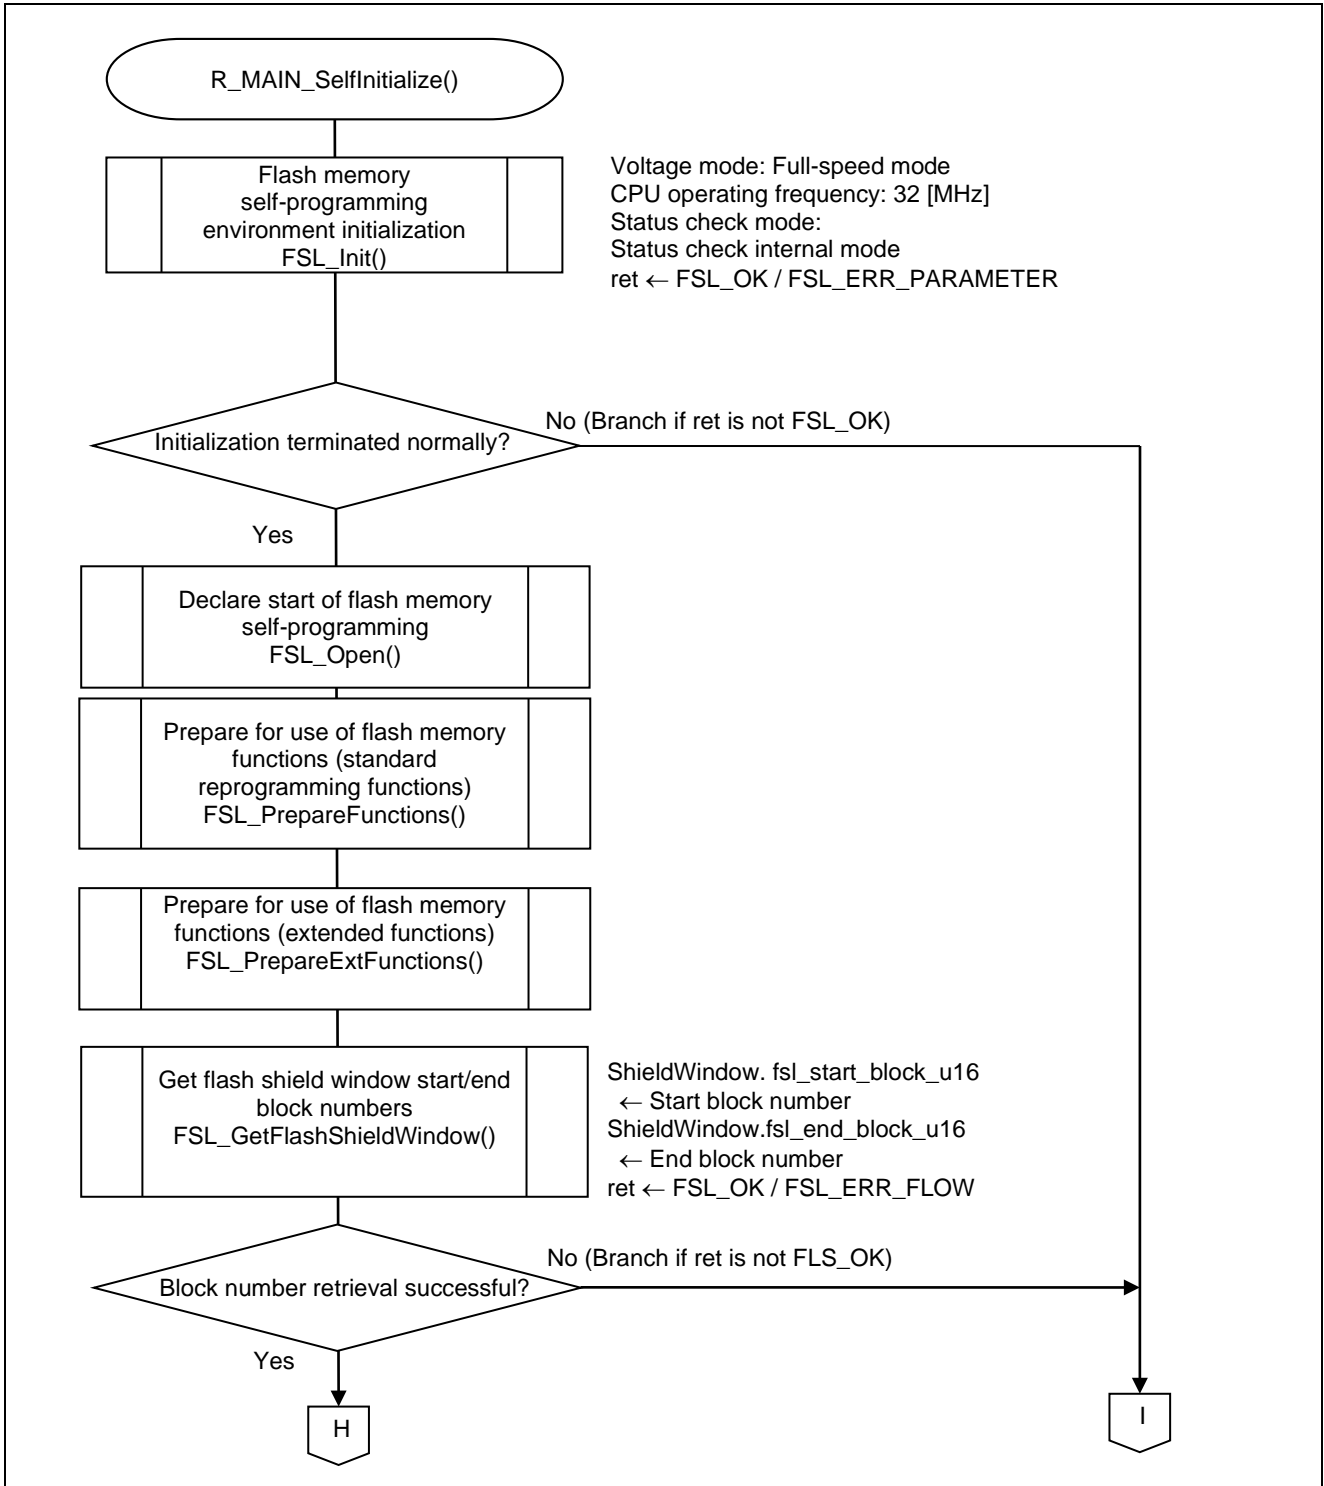 R_MAIN_SelfInitialize()
Flash memory
self-programming
environment initialization
FSL_Init()
Voltage mode: Full-speed mode
CPU operating frequency: 32 [MHz]
Status check mode:
Status check internal mode
ret ← FSL_OK / FSL_ERR_PARAMETER
No (Branch if ret is not FSL_OK)
Initialization terminated normally?
Yes
Declare start of flash memory
self-programming
FSL_Open()
Prepare for use of flash memory
functions (standard
reprogramming functions)
FSL_PrepareFunctions()
Prepare for use of flash memory
functions (extended functions)
FSL_PrepareExtFunctions()
Get flash shield window start/end
block numbers
FSL_GetFlashShieldWindow()
ShieldWindow. fsl_start_block_u16
← Start block number
ShieldWindow.fsl_end_block_u16
← End block number
ret ← FSL_OK / FSL_ERR_FLOW
No (Branch if ret is not FLS_OK)
Block number retrieval successful?
Yes
H
I